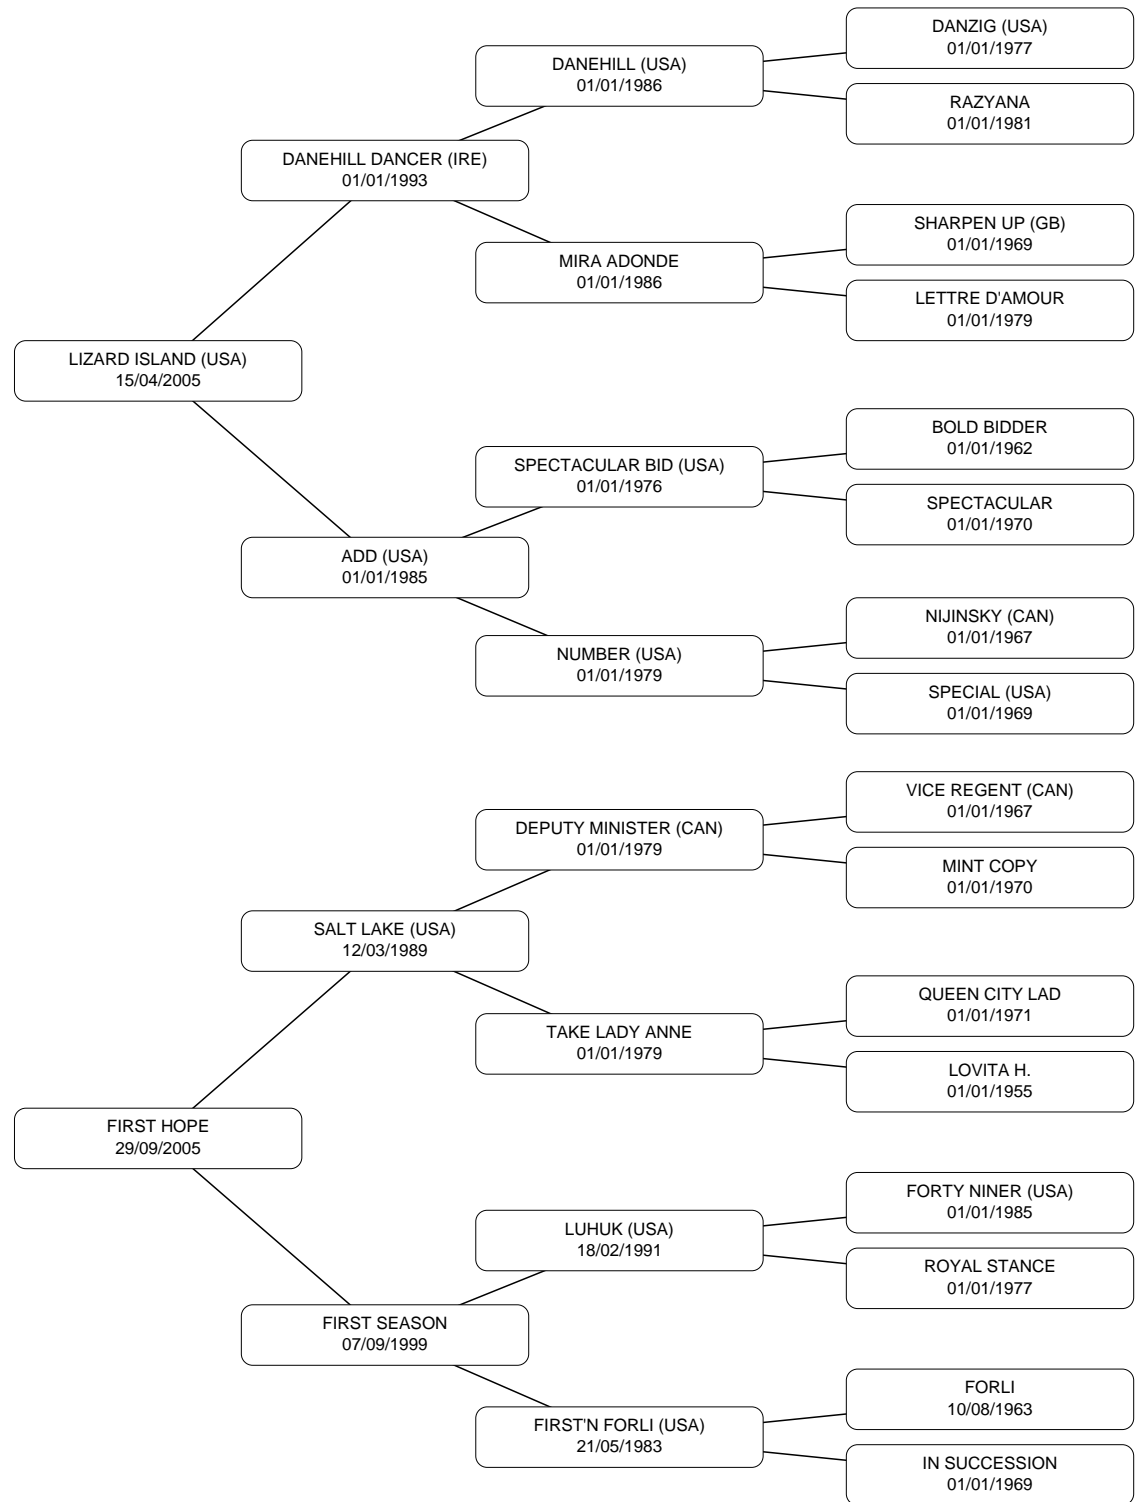 DANZIG (USA)
01/01/1977
DANEHILL (USA)
01/01/1986
RAZYANA
01/01/1981
DANEHILL DANCER (IRE)
01/01/1993
SHARPEN UP (GB)
01/01/1969
MIRA ADONDE
01/01/1986
LETTRE D'AMOUR
01/01/1979
LIZARD ISLAND (USA)
15/04/2005
BOLD BIDDER
01/01/1962
SPECTACULAR BID (USA)
01/01/1976
SPECTACULAR
01/01/1970
ADD (USA)
01/01/1985
NIJINSKY (CAN)
01/01/1967
NUMBER (USA)
01/01/1979
SPECIAL (USA)
01/01/1969
VICE REGENT (CAN)
01/01/1967
DEPUTY MINISTER (CAN)
01/01/1979
MINT COPY
01/01/1970
SALT LAKE (USA)
12/03/1989
QUEEN CITY LAD
01/01/1971
TAKE LADY ANNE
01/01/1979
LOVITA H.
01/01/1955
FIRST HOPE
29/09/2005
FORTY NINER (USA)
01/01/1985
LUHUK (USA)
18/02/1991
ROYAL STANCE
01/01/1977
FIRST SEASON
07/09/1999
FORLI
10/08/1963
FIRST'N FORLI (USA)
21/05/1983
IN SUCCESSION
01/01/1969